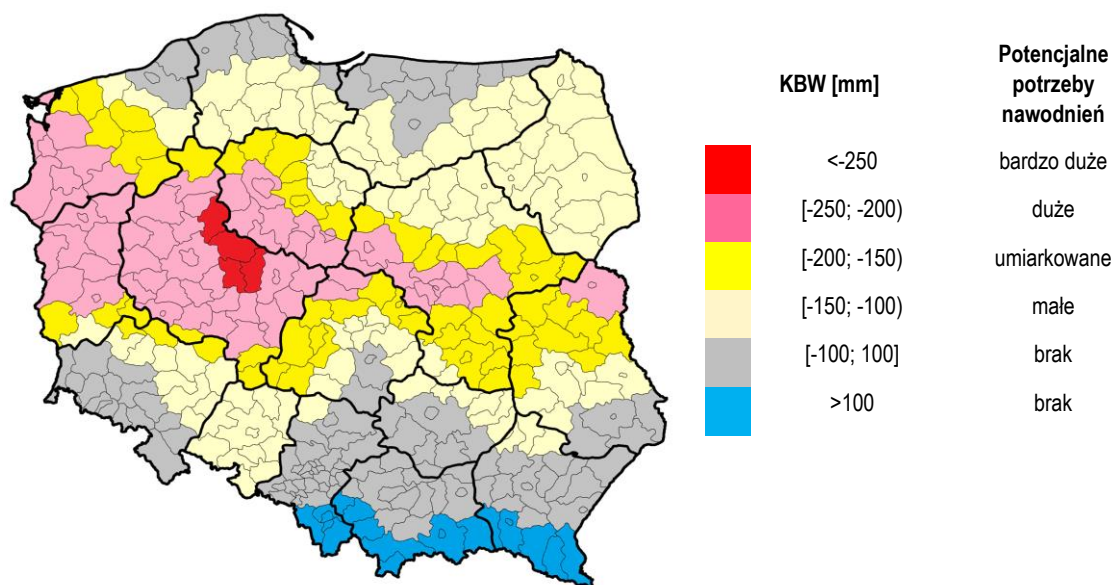 KBW [mm]
Potencjalne
potrzeby
nawodnień
<-250 bardzo duże
[-250; -200) duże
[-200; -150) umiarkowane
[-150; -100) małe
[-100; 100] brak
>100 brak